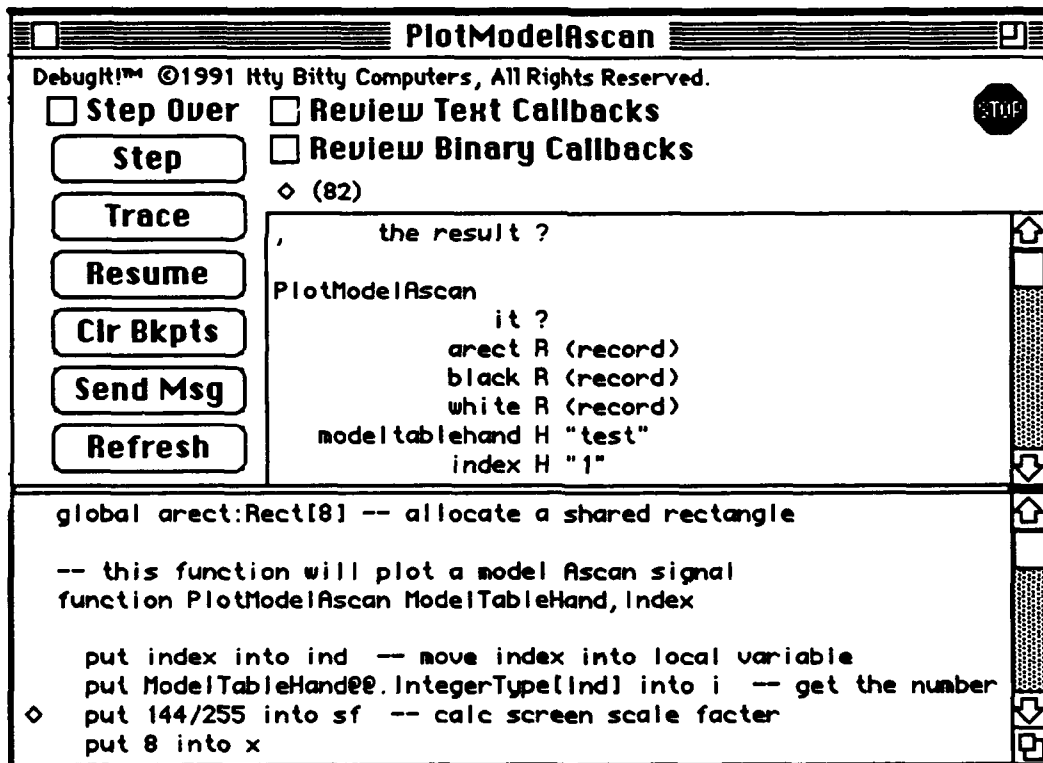 PlotModelAscan
DebugIt!™ ©1991 Itty Bitty Computers, All Rights Reserved.
Step Over
Review Text Callbacks
STOP
Review Binary Callbacks
Step
◇ (82)
Trace
Resume
Clr Bkpts
Send Msg
Refresh
, the result ?
PlotModelAscan
it ?
arect R (record)
black R (record)
white R (record)
modeltablehand H "test"
index H "1"
global arect:Rect[8] -- allocate a shared rectangle
-- this function will plot a model Ascan signal
function PlotModelAscan ModelTableHand,Index
put index into ind -- move index into local variable
put ModelTableHand@@.IntegerType[ind] into i -- get the number
◇ put 144/255 into sf -- calc screen scale facter
put 8 into x